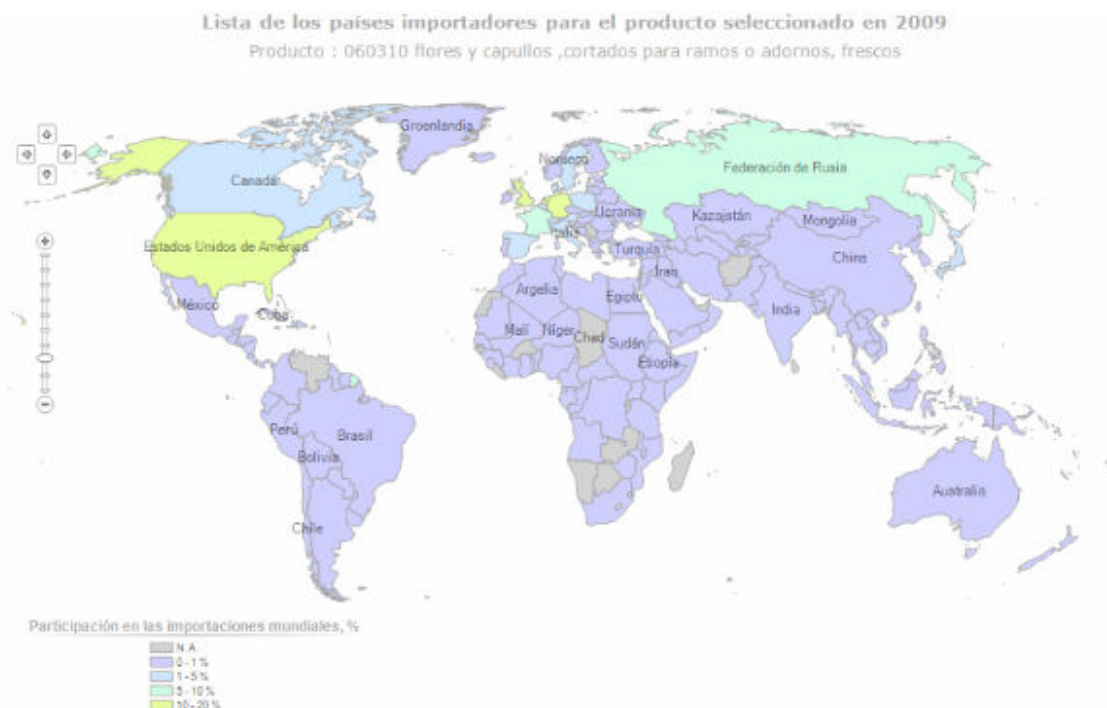 Lista de los países importadores para el producto seleccionado en 2009
Producto : 060310 flores y capullos ,cortados para ramos o adornos, frescos
Groenlandia
Noruega
Federación de Rusia
Canadá
Ucrania
Kazajstán
Mongolia
Italia
Estados Unidos de América
Turquía
China
Irán
Argelia
Egipto
México
India
Cuba
Malí
Níger
Chad
Sudán
Etiopía
Perú
Brasil
Bolivia
Australia
Chile
Participación en las importaciones mundiales, %
N.A.
0 - 1 %
1 - 5 %
5 - 10 %
10 - 20 %